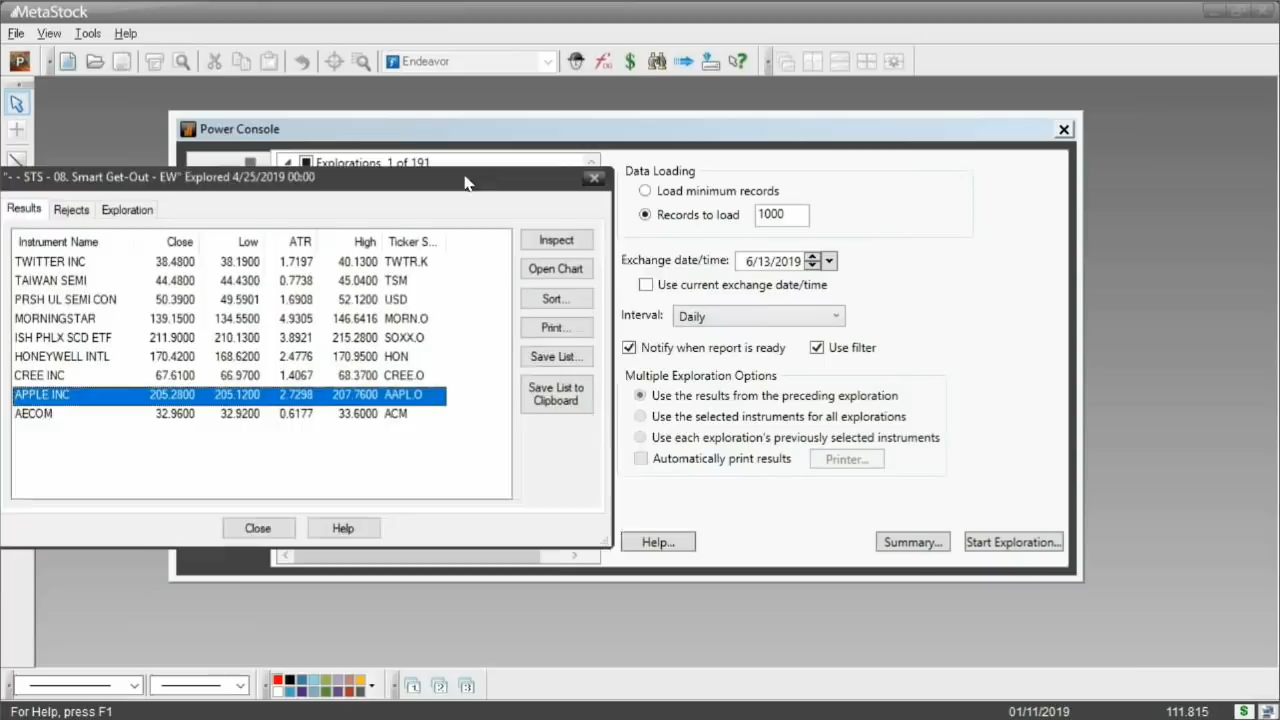 MetaStock
File View Tools Help
P
Endeavor
Power Console
Explorations 1 of 191
"- - STS - 08. Smart Get-Out - EW" Explored 4/25/2019 00:00
Results Rejects Exploration
Instrument Name Close Low ATR High Ticker S...
TWITTER INC 38.4800 38.1900 1.7197 40.1300 TWTR.K
TAIWAN SEMI 44.4800 44.4300 0.7738 45.0400 TSM
PRSH UL SEMI CON 50.3900 49.5901 1.6908 52.1200 USD
MORNINGSTAR 139.1500 134.5500 4.9305 146.6416 MORN.O
ISH PHLX SCD ETF 211.9000 210.1300 3.8921 215.2800 SOXX.O
HONEYWELL INTL 170.4200 168.6200 2.4776 170.9500 HON
CREE INC 67.6100 66.9700 1.4067 68.3700 CREE.O
APPLE INC 205.2800 205.1200 2.7298 207.7600 AAPL.O
AECOM 32.9600 32.9200 0.6177 33.6000 ACM
Inspect
Open Chart
Sort...
Print...
Save List...
Save List to
Clipboard
Close Help
Data Loading
Load minimum records
Records to load 1000
Exchange date/time: 6/13/2019
Use current exchange date/time
Interval: Daily
Notify when report is ready Use filter
Multiple Exploration Options
Use the results from the preceding exploration
Use the selected instruments for all explorations
Use each exploration's previously selected instruments
Automatically print results Printer...
Help... Summary... Start Exploration...
1 2 3
For Help, press F1 01/11/2019 111.815 $